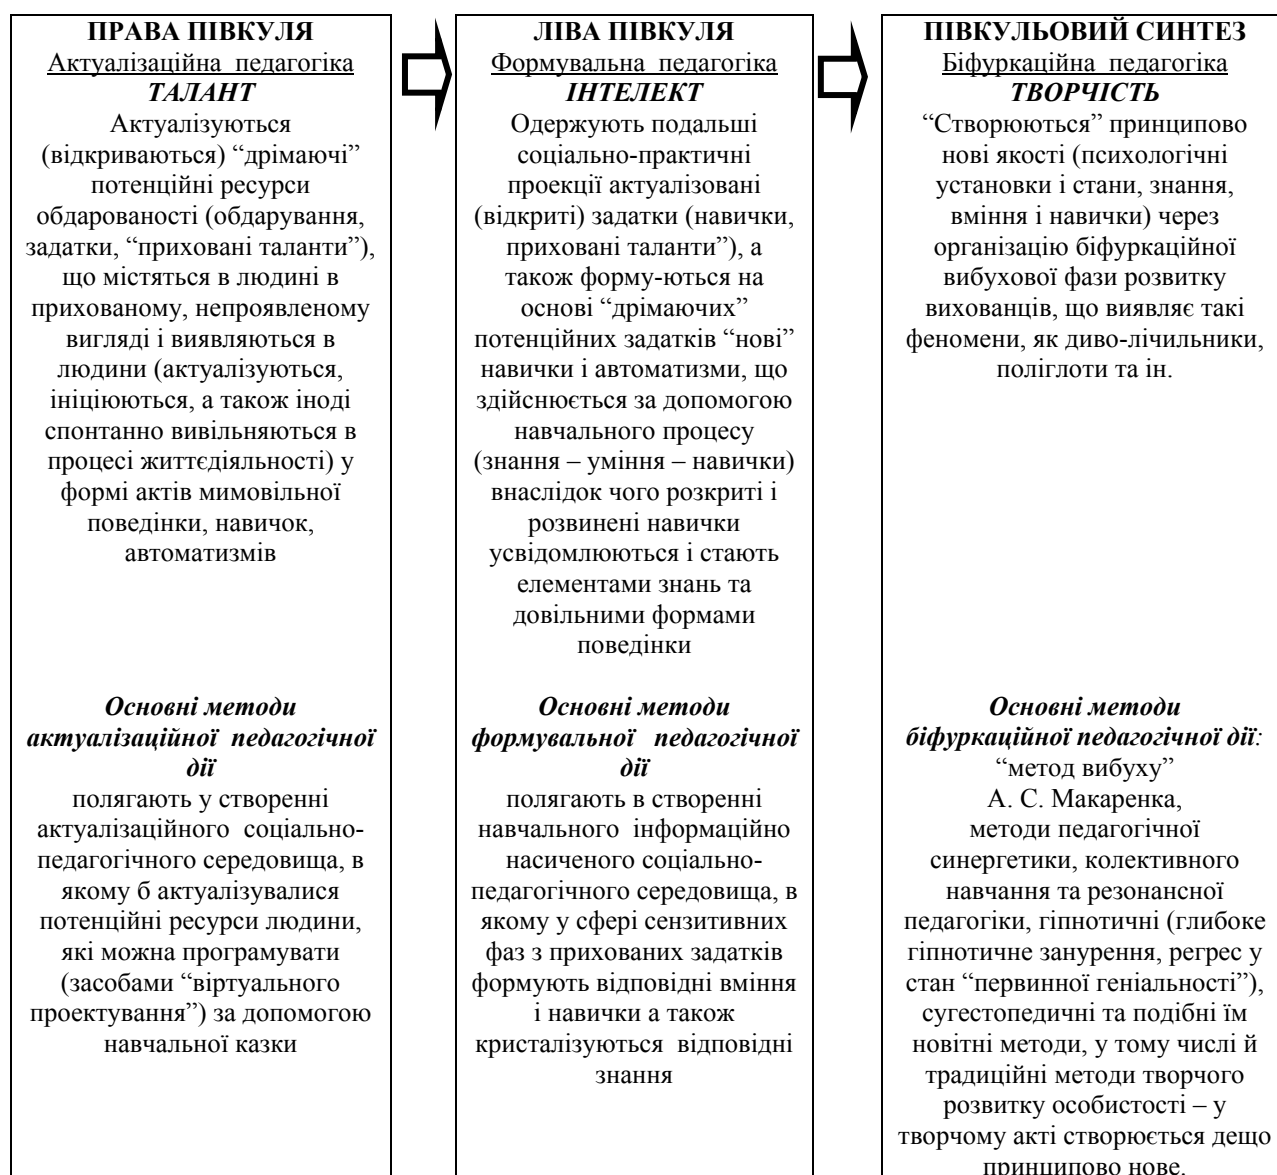 ПРАВА ПІВКУЛЯ
Актуалізаційна педагогіка
ТАЛАНТ
Актуалізуються
(відкриваються) “дрімаючі”
потенційні ресурси
обдарованості (обдарування,
задатки, “приховані таланти”),
що містяться в людині в
прихованому, непроявленому
вигляді і виявляються в
людини (актуалізуються,
ініціюються, а також іноді
спонтанно вивільняються в
процесі життєдіяльності) у
формі актів мимовільної
поведінки, навичок,
автоматизмів
Основні методи
актуалізаційної педагогічної
дії
полягають у створенні
актуалізаційного соціально-
педагогічного середовища, в
якому б актуалізувалися
потенційні ресурси людини,
які можна програмувати
(засобами “віртуального
проектування”) за допомогою
навчальної казки
ЛІВА ПІВКУЛЯ
Формувальна педагогіка
ІНТЕЛЕКТ
Одержують подальші
соціально-практичні
проекції актуалізовані
(відкриті) задатки (навички,
приховані таланти”), а
також форму-ються на
основі “дрімаючих”
потенційних задатків “нові”
навички і автоматизми, що
здійснюється за допомогою
навчального процесу
(знання – уміння – навички)
внаслідок чого розкриті і
розвинені навички
усвідомлюються і стають
елементами знань та
довільними формами
поведінки
Основні методи
формувальної педагогічної
дії
полягають в створенні
навчального інформаційно
насиченого соціально-
педагогічного середовища, в
якому у сфері сензитивних
фаз з прихованих задатків
формують відповідні вміння
і навички а також
кристалізуються відповідні
знання
ПІВКУЛЬОВИЙ СИНТЕЗ
Біфуркаційна педагогіка
ТВОРЧІСТЬ
“Створюються” принципово
нові якості (психологічні
установки і стани, знання,
вміння і навички) через
організацію біфуркаційної
вибухової фази розвитку
вихованців, що виявляє такі
феномени, як диво-лічильники,
поліглоти та ін.
Основні методи
біфуркаційної педагогічної дії:
“метод вибуху”
А. С. Макаренка,
методи педагогічної
синергетики, колективного
навчання та резонансної
педагогіки, гіпнотичні (глибоке
гіпнотичне занурення, регрес у
стан “первинної геніальності”),
сугестопедичні та подібні їм
новітні методи, у тому числі й
традиційні методи творчого
розвитку особистості – у
творчому акті створюється дещо
принципово нове.